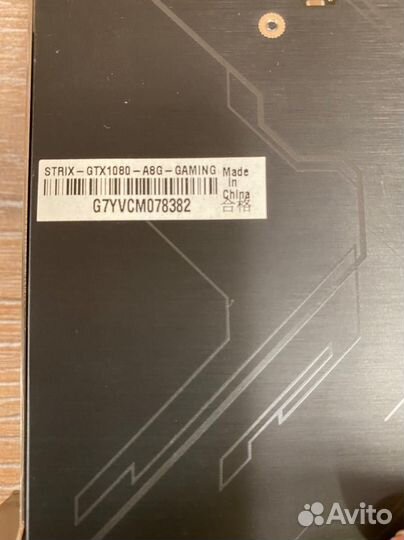 STRIX-GTX1080-A8G-GAMING
Made
in
China
合格
G7YVCM078382
Avito